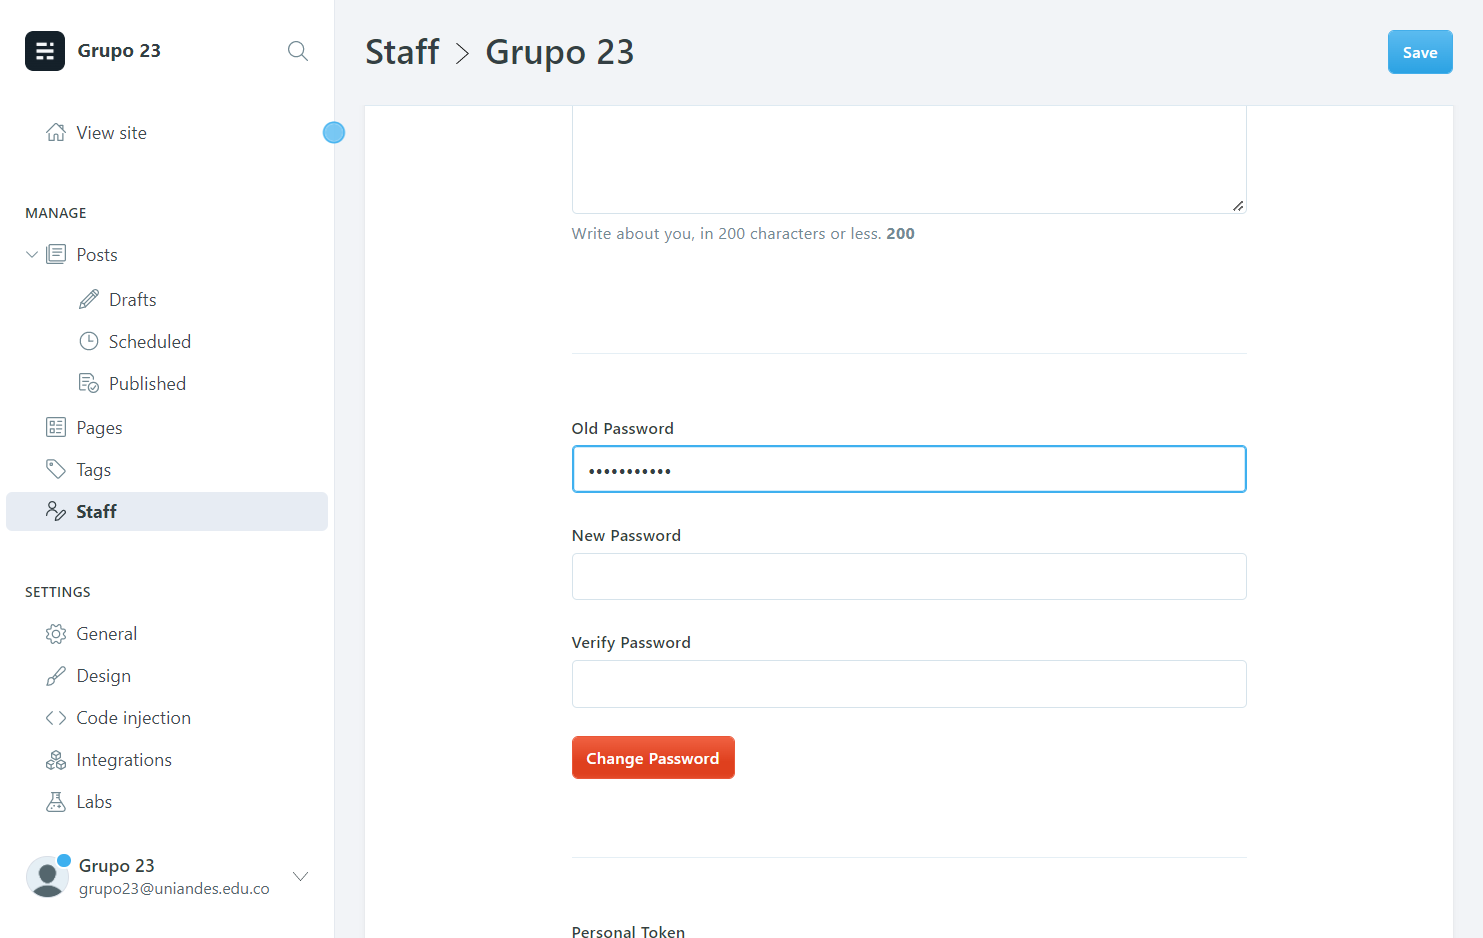 Grupo 23
View site
MANAGE
Posts
Drafts
Scheduled
Published
Pages
Tags
Staff
SETTINGS
General
Design
Code injection
Integrations
Labs
Grupo 23
grupo23@uniandes.edu.co
Staff > Grupo 23
Save
Write about you, in 200 characters or less. 200
Old Password
•••••••••••
New Password
Verify Password
Change Password
Personal Token